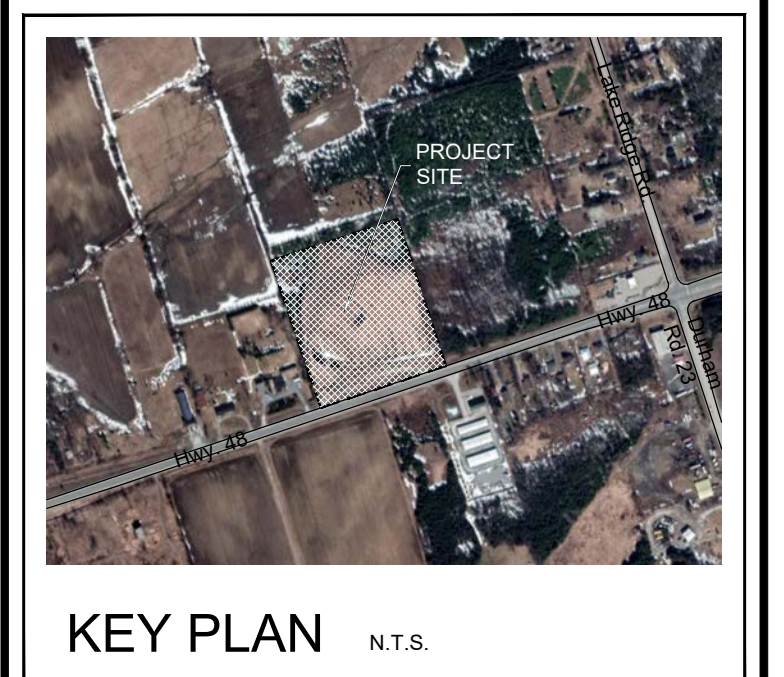 Lake Ridge Rd
PROJECT
SITE
Hwy. 48
Durham
Rd 23
Hwy. 48
KEY PLAN N.T.S.